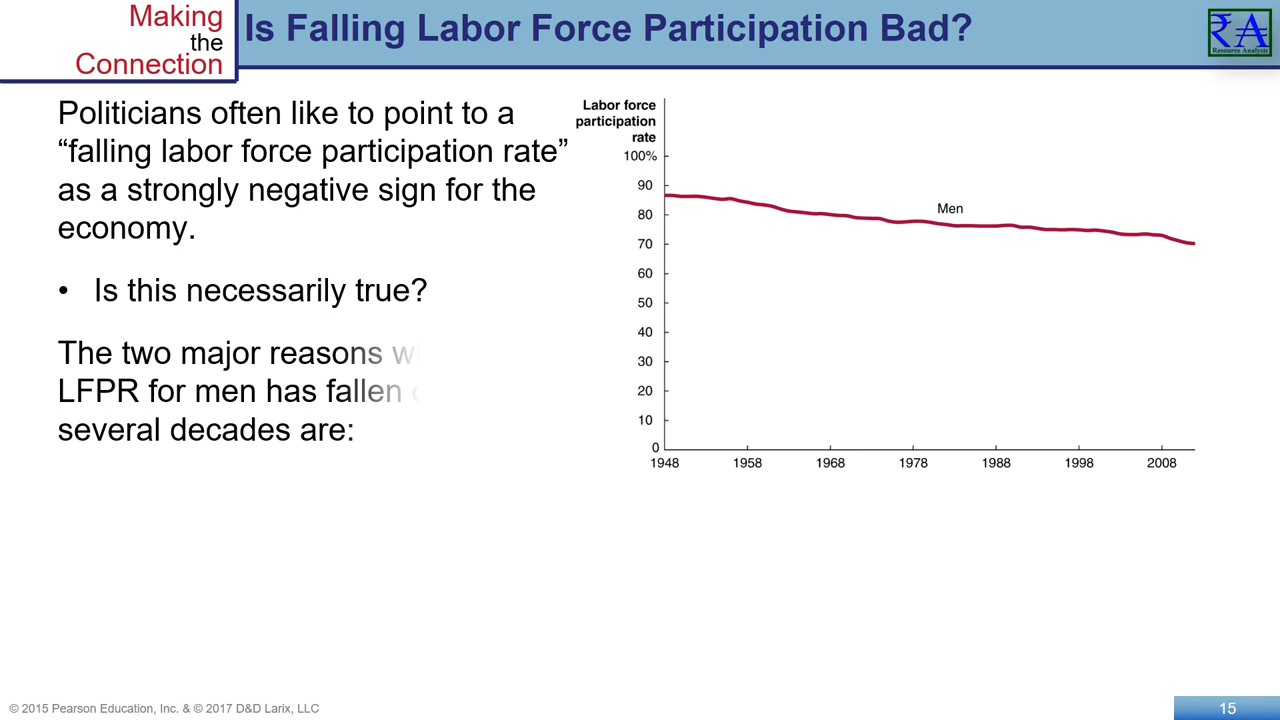 Making
the
Connection
Is Falling Labor Force Participation Bad?
Resource Analysis
Politicians often like to point to a
“falling labor force participation rate”
as a strongly negative sign for the
economy.
• Is this necessarily true?
The two major reasons
LFPR for men has fallen
several decades are:
Labor force
participation
rate
100%
90
80
70
60
50
40
30
20
10
0
Men
1948 1958 1968 1978 1988 1998 2008
© 2015 Pearson Education, Inc. & © 2017 D&D Larix, LLC
15